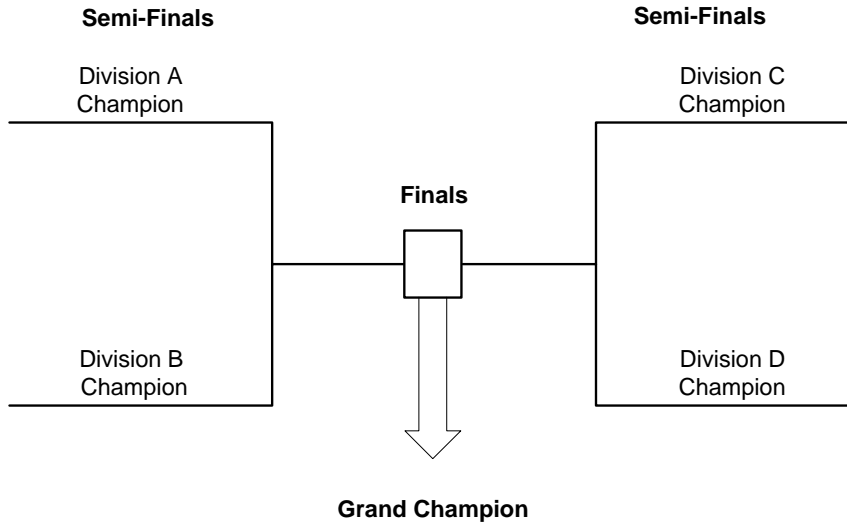 Semi-Finals
Semi-Finals
Division A
Champion
Division C
Champion
Finals
Division B
Champion
Division D
Champion
Grand Champion